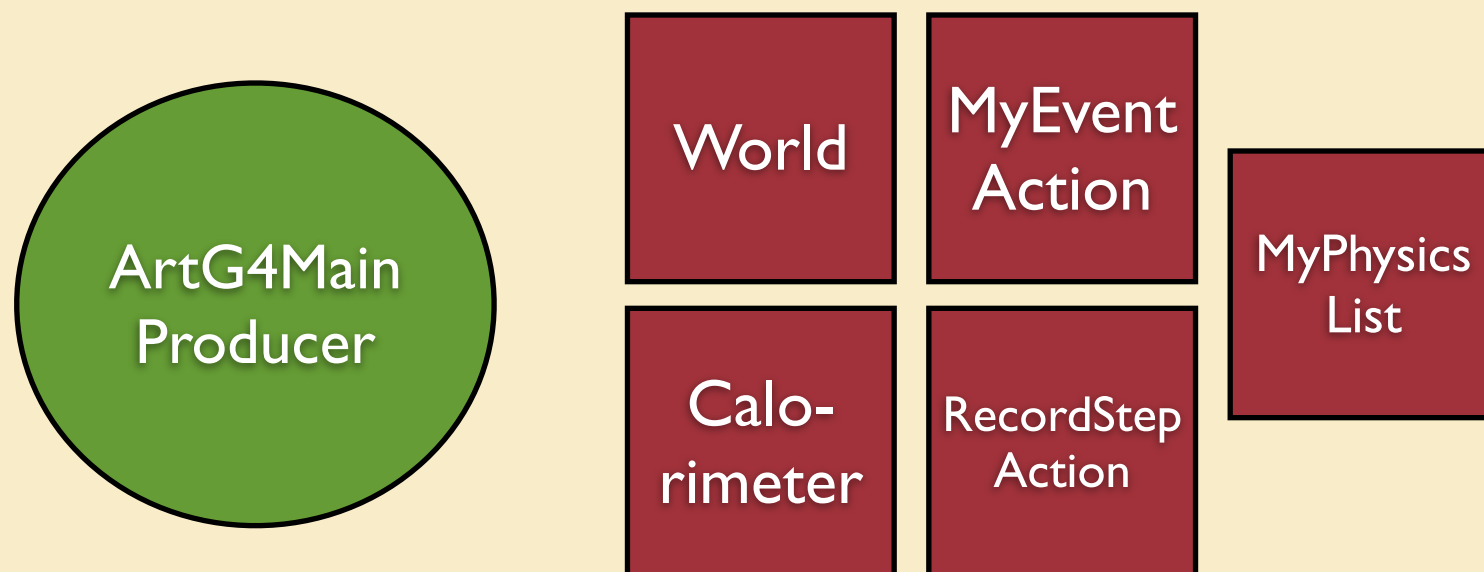 ArtG4Main
Producer
World
MyEvent
Action
MyPhysics
List
Calo-
rimeter
RecordStep
Action